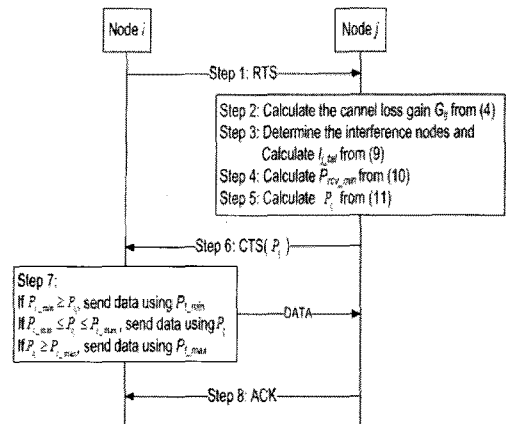 Node i
Node j
Step 1: RTS
Step 2: Calculate the cannel loss gain G_ij from (4)
Step 3: Determine the interference nodes and
Calculate from (9)
Step 4: Calculate P_rcv_min from (10)
Step 5: Calculate P_i from (11)
Step 6: CTS( P_i )
Step 7:
If P_t_min ≥ P_i, send data using P_t_min
If P_t_min ≤ P_i ≤ P_t_max, send data using P_i
If P_i ≥ P_t_max, send data using P_t_max
DATA
Step 8: ACK